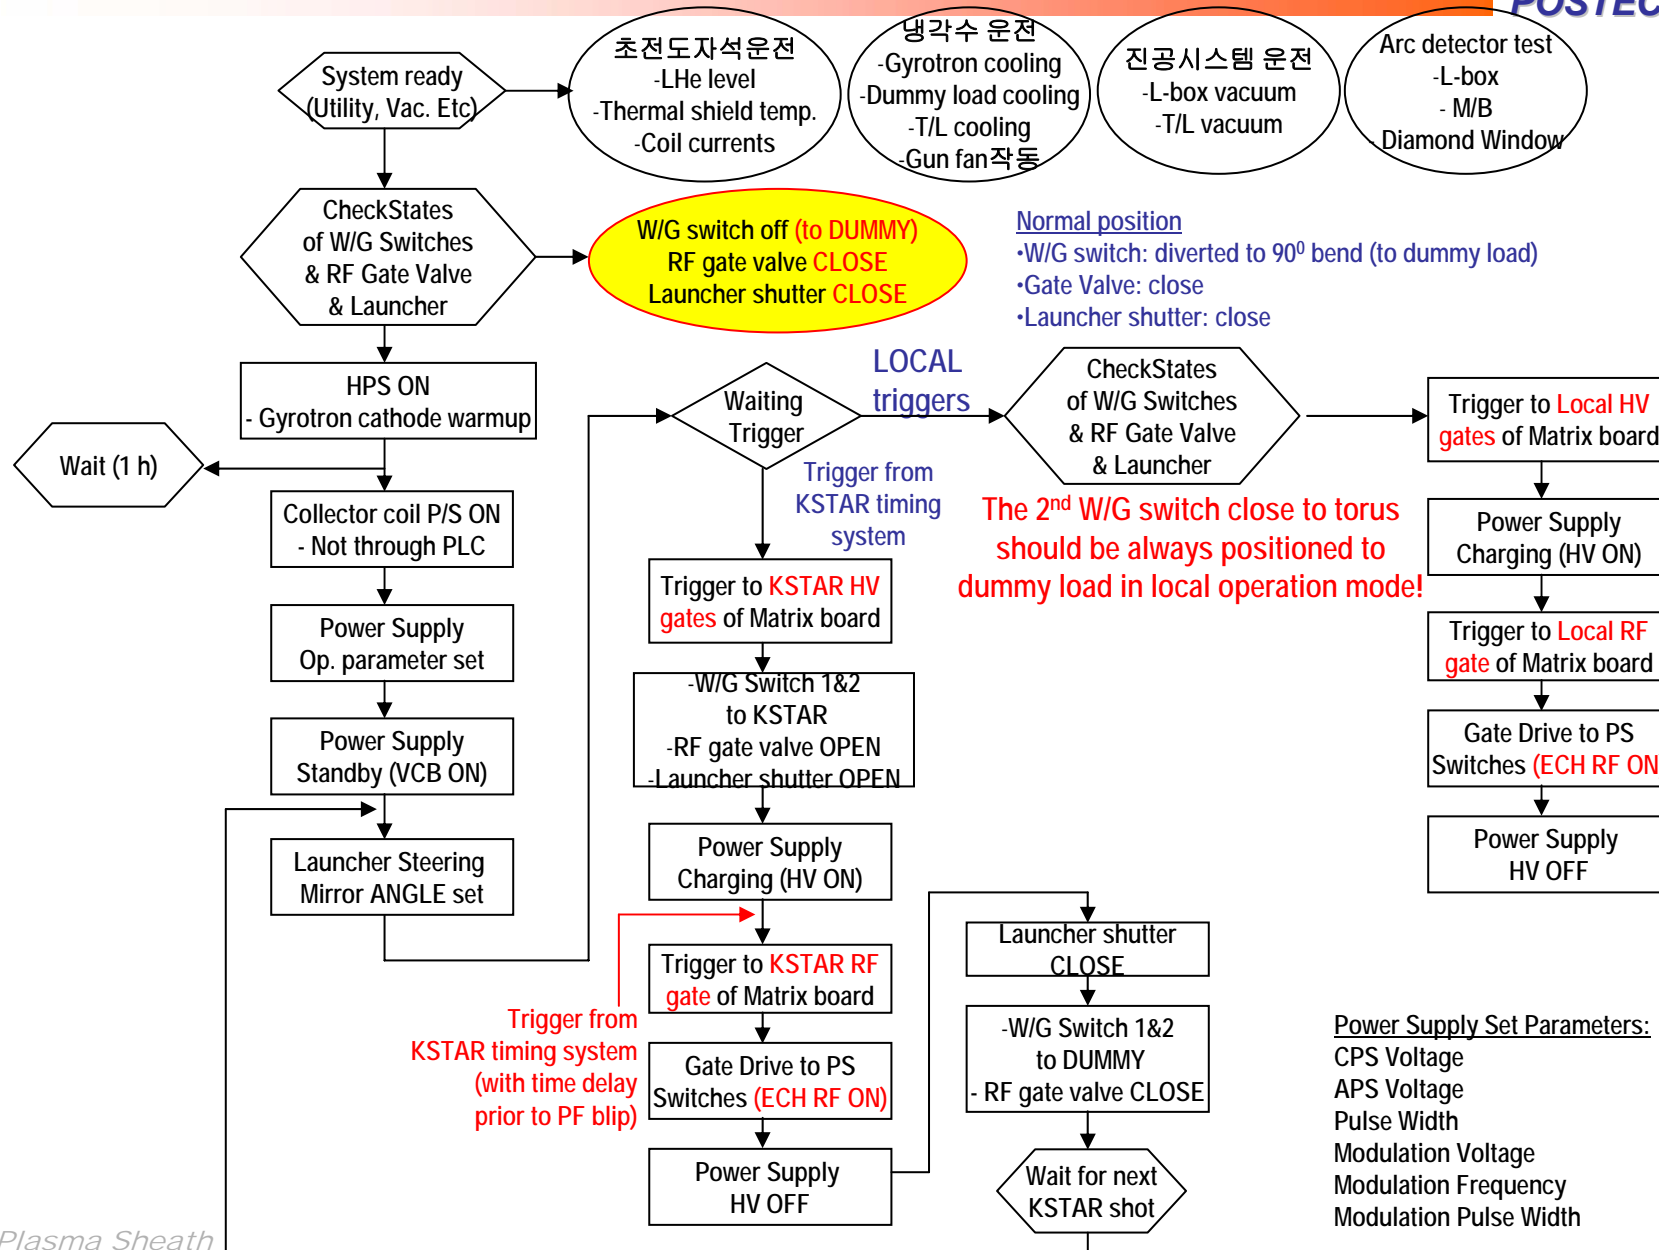 POSTEC
System ready
(Utility, Vac. Etc)
초전도자석운전
-LHe level
-Thermal shield temp.
-Coil currents
냉각수 운전
-Gyrotron cooling
-Dummy load cooling
-T/L cooling
-Gun fan작동
진공시스템 운전
-L-box vacuum
-T/L vacuum
Arc detector test
-L-box
- M/B
- Diamond Window
CheckStates
of W/G Switches
& RF Gate Valve
& Launcher
W/G switch off (to DUMMY)
RF gate valve CLOSE
Launcher shutter CLOSE
Normal position
•W/G switch: diverted to 90⁰ bend (to dummy load)
•Gate Valve: close
•Launcher shutter: close
HPS ON
- Gyrotron cathode warmup
Wait (1 h)
Collector coil P/S ON
- Not through PLC
Power Supply
Op. parameter set
Power Supply
Standby (VCB ON)
Launcher Steering
Mirror ANGLE set
Waiting
Trigger
LOCAL
triggers
Trigger from
KSTAR timing
system
CheckStates
of W/G Switches
& RF Gate Valve
& Launcher
The 2nd W/G switch close to torus
should be always positioned to
dummy load in local operation mode!
Trigger to Local HV
gates of Matrix board
Power Supply
Charging (HV ON)
Trigger to Local RF
gate of Matrix board
Gate Drive to PS
Switches (ECH RF ON
Power Supply
HV OFF
Trigger to KSTAR HV
gates of Matrix board
-W/G Switch 1&2
to KSTAR
-RF gate valve OPEN
-Launcher shutter OPEN
Power Supply
Charging (HV ON)
Trigger to KSTAR RF
gate of Matrix board
Trigger from
KSTAR timing system
(with time delay
prior to PF blip)
Gate Drive to PS
Switches (ECH RF ON)
Power Supply
HV OFF
Launcher shutter
CLOSE
-W/G Switch 1&2
to DUMMY
- RF gate valve CLOSE
Wait for next
KSTAR shot
Power Supply Set Parameters:
CPS Voltage
APS Voltage
Pulse Width
Modulation Voltage
Modulation Frequency
Modulation Pulse Width
Plasma Sheath